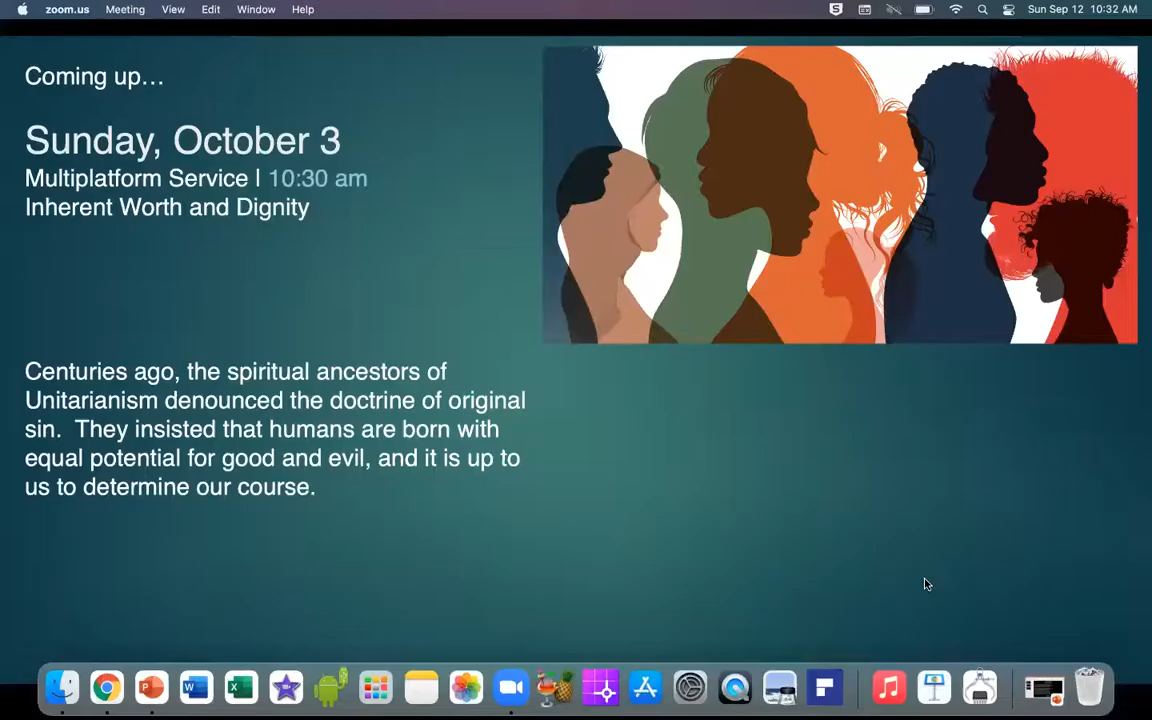 zoom.us Meeting View Edit Window Help Sun Sep 12 10:32 AM
Coming up…
Sunday, October 3
Multiplatform Service | 10:30 am
Inherent Worth and Dignity
Centuries ago, the spiritual ancestors of
Unitarianism denounced the doctrine of original
sin. They insisted that humans are born with
equal potential for good and evil, and it is up to
us to determine our course.